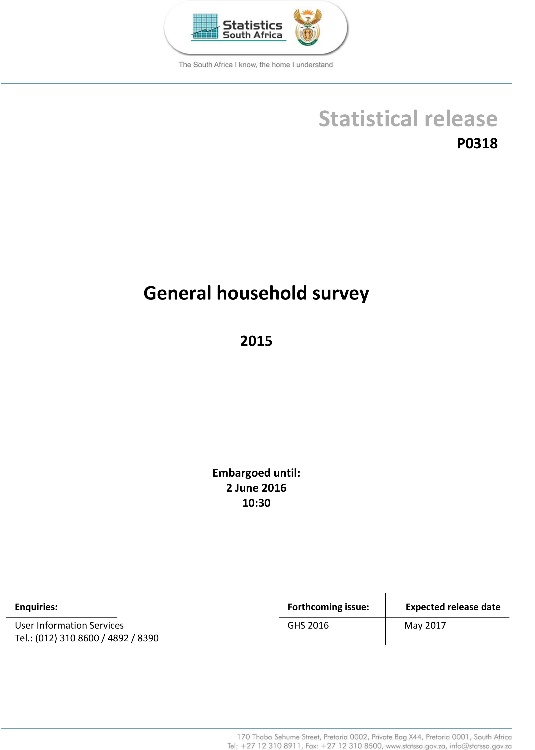 Statistics
South Africa
The South Africa I know, the home I understand
Statistical release
P0318
General household survey
2015
Embargoed until:
2 June 2016
10:30
Enquiries:
Forthcoming issue:
Expected release date
User Information Services
GHS 2016
May 2017
Tel.: (012) 310 8600 / 4892 / 8390
170 Thabo Sehume Street, Pretoria 0002, Private Bag X44, Pretoria 0001, South Africa
Tel: +27 12 310 8911, Fax: +27 12 310 8500, www.statssa.gov.za, info@statssa.gov.za